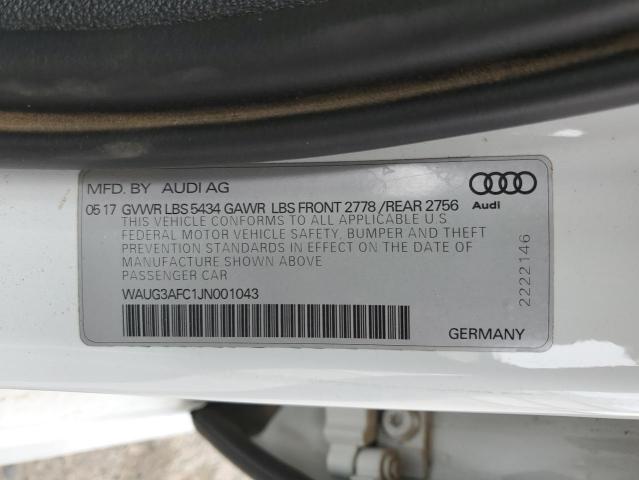 MFD. BY AUDI AG
05 17 GVWR LBS 5434 GAWR LBS FRONT 2778 / REAR 2756
THIS VEHICLE CONFORMS TO ALL APPLICABLE U.S
FEDERAL MOTOR VEHICLE SAFETY, BUMPER AND THEFT
PREVENTION STANDARDS IN EFFECT ON THE DATE OF
MANUFACTURE SHOWN ABOVE
PASSENGER CAR
WAUG3AFC1JN001043
Audi
2222146
GERMANY